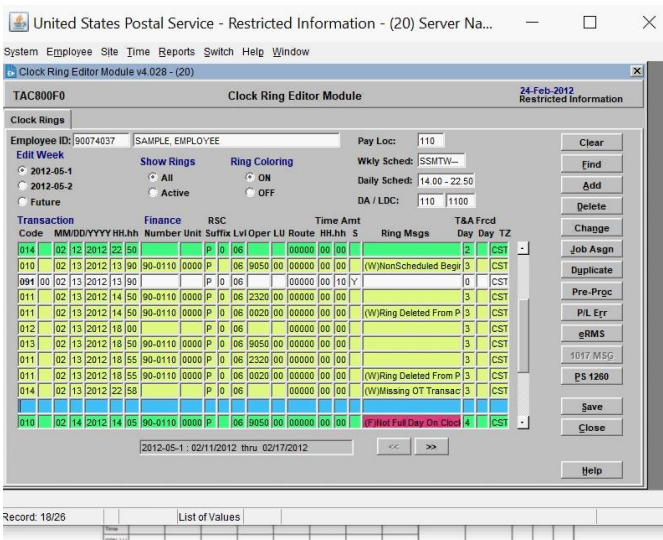 United States Postal Service - Restricted Information - (20) Server Na...
System Employee Site Time Reports Switch Help Window
Clock Ring Editor Module v4.028 - (20)
TAC800F0 Clock Ring Editor Module 24-Feb-2012
Restricted Information
Clock Rings
Employee ID: 90074037 SAMPLE, EMPLOYEE Pay Loc: 110 Clear
Edit Week Show Rings Ring Coloring Wkly Sched: SSMTW-- Find
2012-05-1 All ON Daily Sched: 14.00 - 22.50 Add
2012-05-2 Active OFF DA / LDC: 110 1100
Future Delete
Transaction Finance RSC Time Amt T&A Frcd
Code MM/DD/YYYY HH.hh Number Unit Suffix Lvl Oper LU Route HH.hh S Ring Msgs Day Day TZ Change
014 02 12 2012 22 50 P 0 06 00000 00 00 2 CST Job Asgn
010 02 13 2012 13 90 90-0110 0000 P 06 9050 00 00000 00 00 (W)NonScheduled Begir 3 CST Duplicate
091 00 02 13 2012 13 90 P 0 06 00000 00 10 Y 0 CST
011 02 13 2012 14 50 90-0110 0000 P 0 06 2320 00 00000 00 00 3 CST Pre-Proc
011 02 13 2012 14 50 90-0110 0000 P 0 06 0020 00 00000 00 00 (W)Ring Deleted From P 3 CST P/L Err
012 02 13 2012 18 00 P 0 06 00000 00 00 3 CST eRMS
013 02 13 2012 18 50 90-0110 0000 P 0 06 9050 00 00000 00 00 3 CST
011 02 13 2012 18 55 90-0110 0000 P 0 06 2320 00 00000 00 00 3 CST 1017 MSG
011 02 13 2012 18 55 90-0110 0000 P 0 06 0020 00 00000 00 00 (W)Ring Deleted From P 3 CST PS 1260
014 02 13 2012 22 58 P 0 06 00000 00 00 (W)Missing OT Transac 3 CST
Save
010 02 14 2012 14 05 90-0110 0000 P 0 06 9050 00 00000 00 00 (F)Not Full Day On Clocl 4 CST Close
2012-05-1 : 02/11/2012 thru 02/17/2012 << >>
Help
Record: 18/26 List of Values